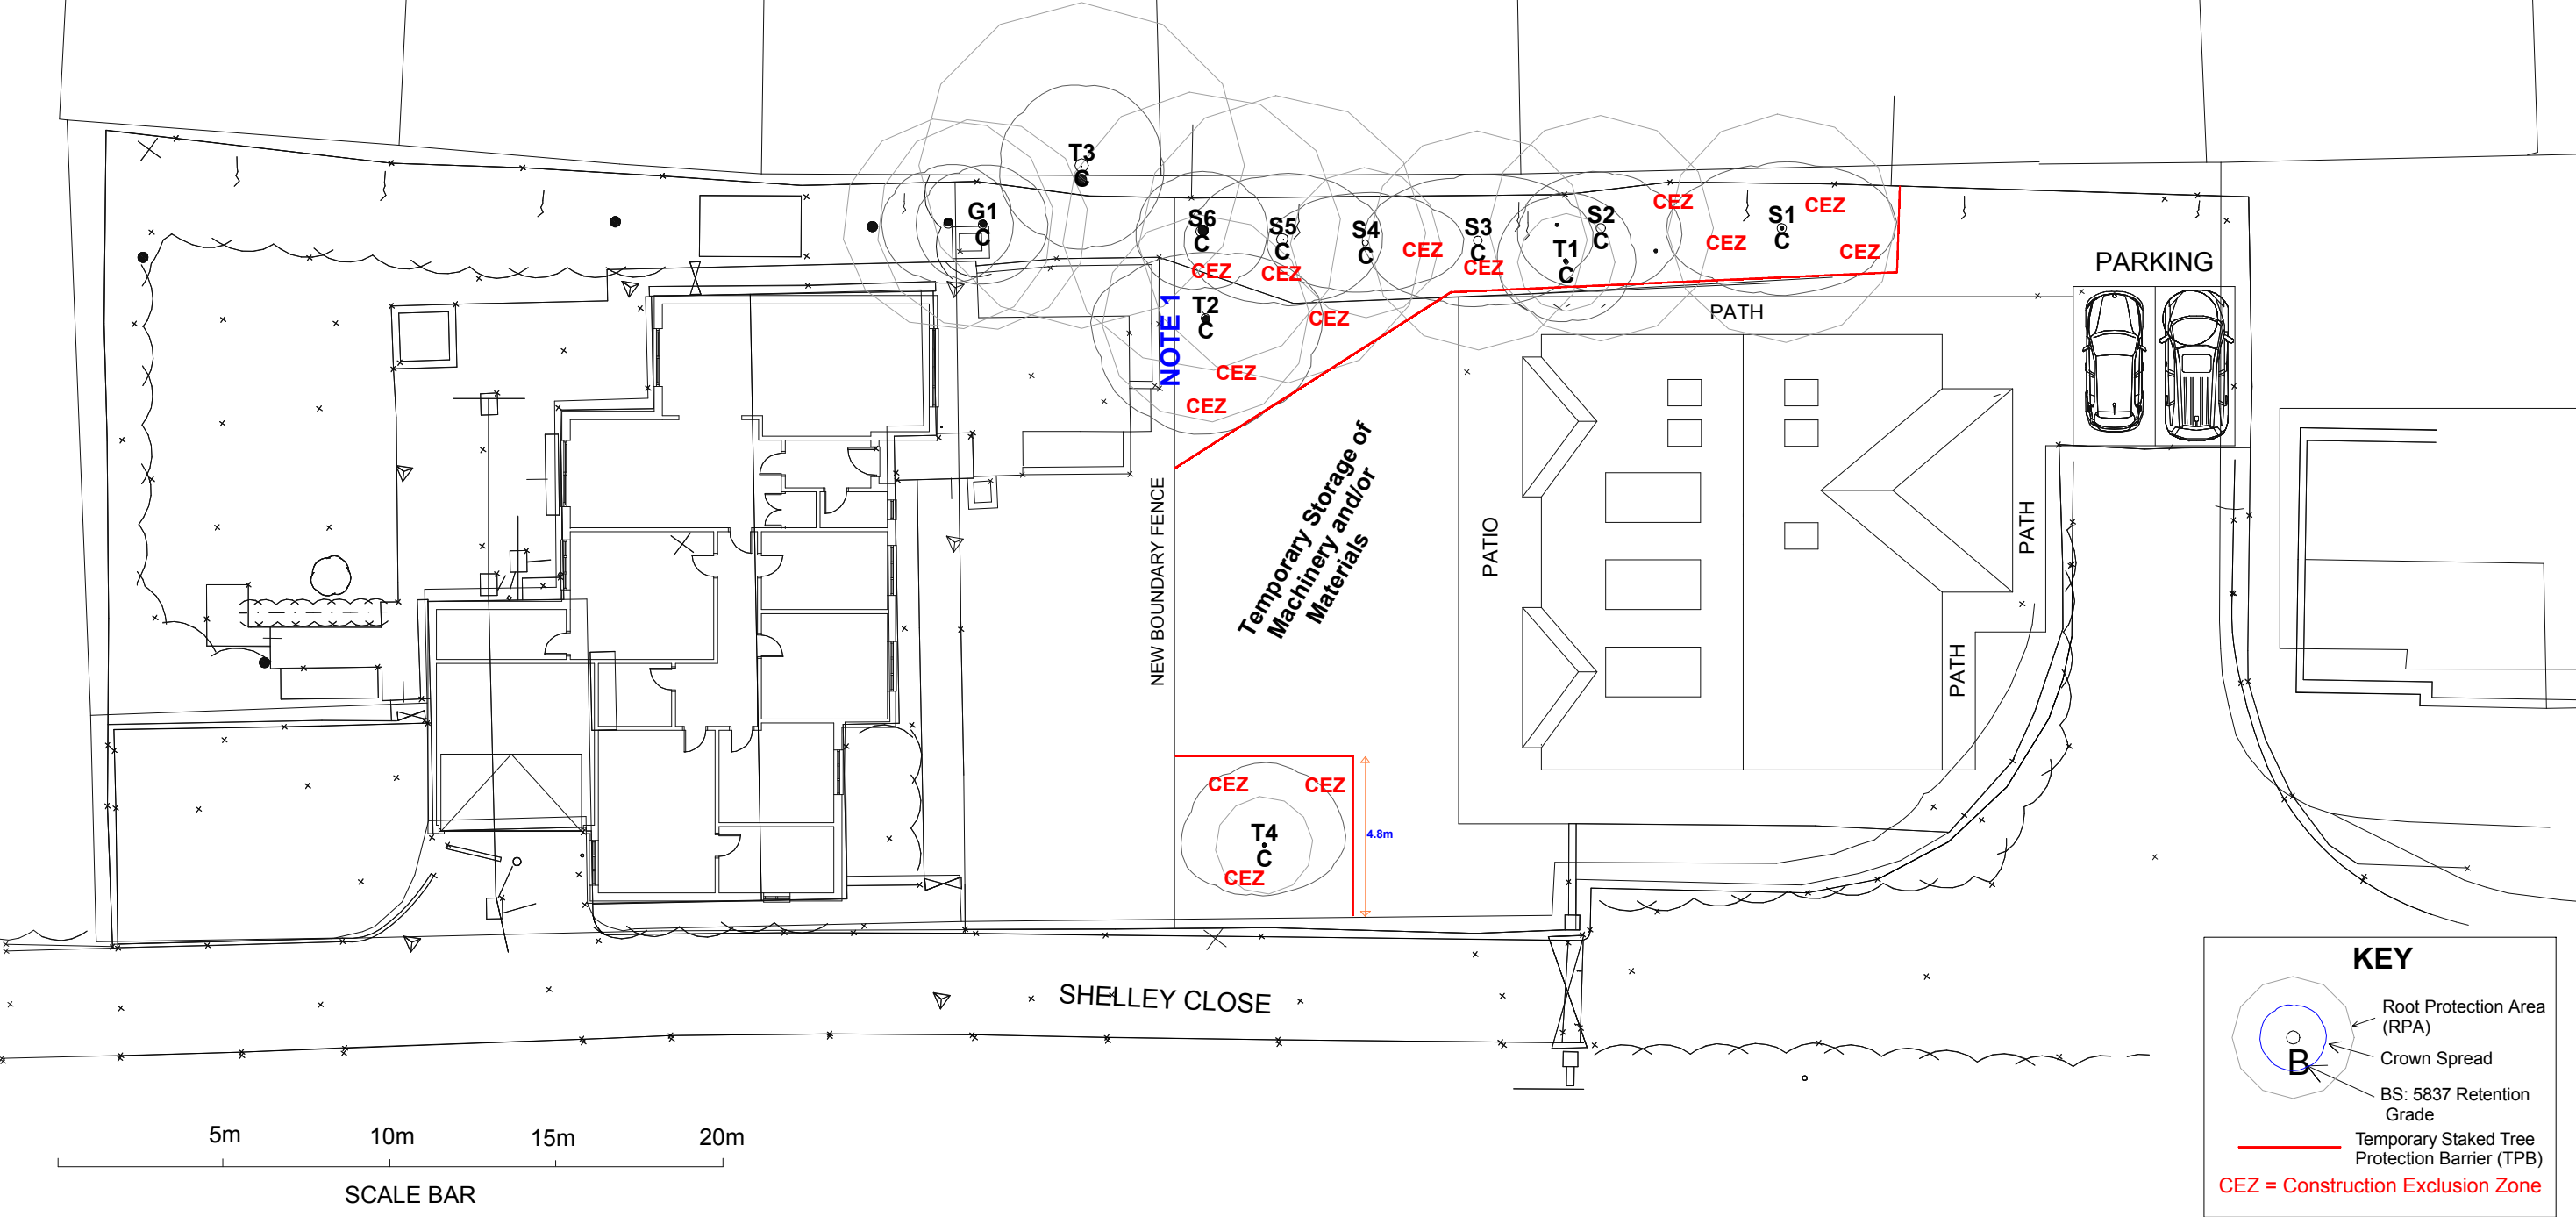 T3
C
G1
C
S6
C
S5
C
S4
C
S3
C
S2
C
T1
C
S1
C
CEZ
CEZ
CEZ
CEZ
CEZ
CEZ
CEZ
CEZ
CEZ
CEZ
CEZ
T2
C
NOTE 1
PARKING
PATH
NEW BOUNDARY FENCE
Temporary Storage of
Machinery and/or
Materials
PATIO
PATH
PATH
CEZ
CEZ
T4
C
CEZ
4.8m
SHELLEY CLOSE
5m
10m
15m
20m
SCALE BAR
KEY
B
Root Protection Area
(RPA)
Crown Spread
BS: 5837 Retention
Grade
Temporary Staked Tree
Protection Barrier (TPB)
CEZ = Construction Exclusion Zone